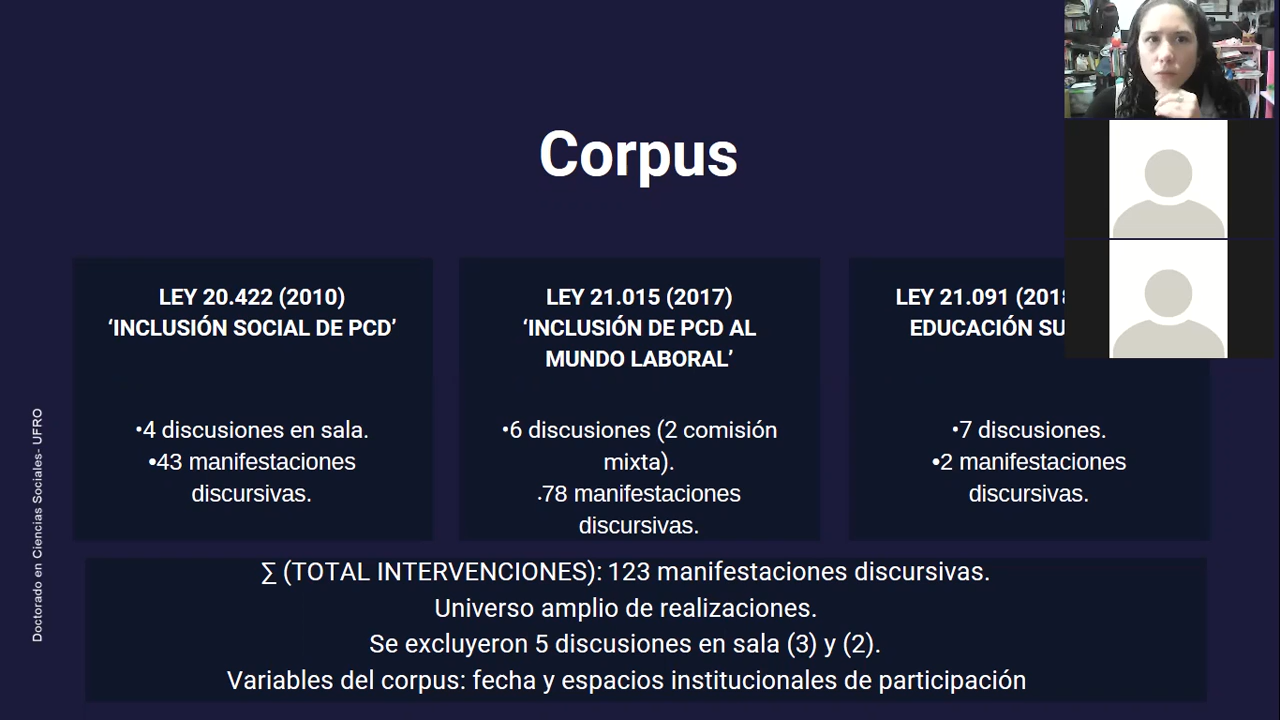 Corpus
LEY 20.422 (2010)
‘INCLUSIÓN SOCIAL DE PCD’
•4 discusiones en sala.
•43 manifestaciones
discursivas.
LEY 21.015 (2017)
‘INCLUSIÓN DE PCD AL
MUNDO LABORAL’
•6 discusiones (2 comisión
mixta).
.78 manifestaciones
discursivas.
LEY 21.091 (2018
EDUCACIÓN SU
•7 discusiones.
•2 manifestaciones
discursivas.
∑ (TOTAL INTERVENCIONES): 123 manifestaciones discursivas.
Universo amplio de realizaciones.
Se excluyeron 5 discusiones en sala (3) y (2).
Variables del corpus: fecha y espacios institucionales de participación
Doctorado en Ciencias Sociales- UFRO